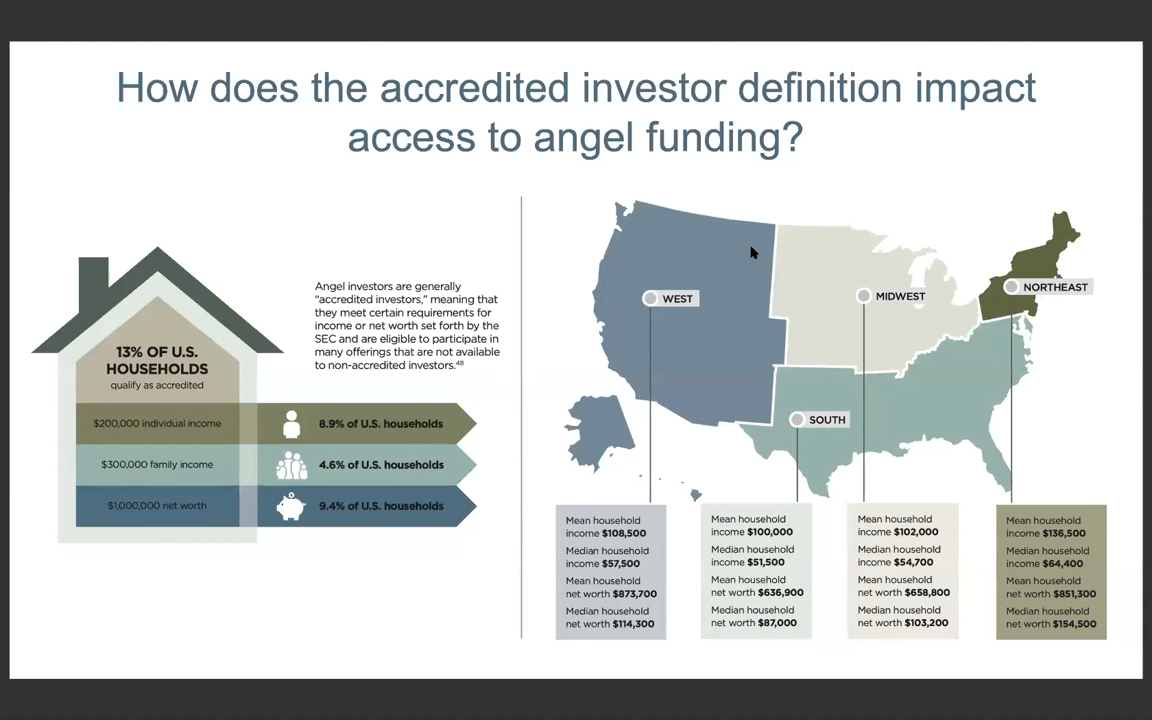 How does the accredited investor definition impact
access to angel funding?
13% OF U.S.
HOUSEHOLDS
qualify as accredited
$200,000 individual income
8.9% of U.S. households
$300,000 family income
4.6% of U.S. households
$1,000,000 net worth
9.4% of U.S. households
Angel investors are generally
“accredited investors,” meaning that
they meet certain requirements for
income or net worth set forth by the
SEC and are eligible to participate in
many offerings that are not available
to non-accredited investors.⁴⁸
WEST
MIDWEST
NORTHEAST
SOUTH
Mean household
income $108,500
Median household
income $57,500
Mean household
net worth $873,700
Median household
net worth $114,300
Mean household
income $100,000
Median household
income $51,500
Mean household
net worth $636,900
Median household
net worth $87,000
Mean household
income $102,000
Median household
income $54,700
Mean household
net worth $658,800
Median household
net worth $103,200
Mean household
income $136,500
Median household
income $64,400
Mean household
net worth $851,300
Median household
net worth $154,500